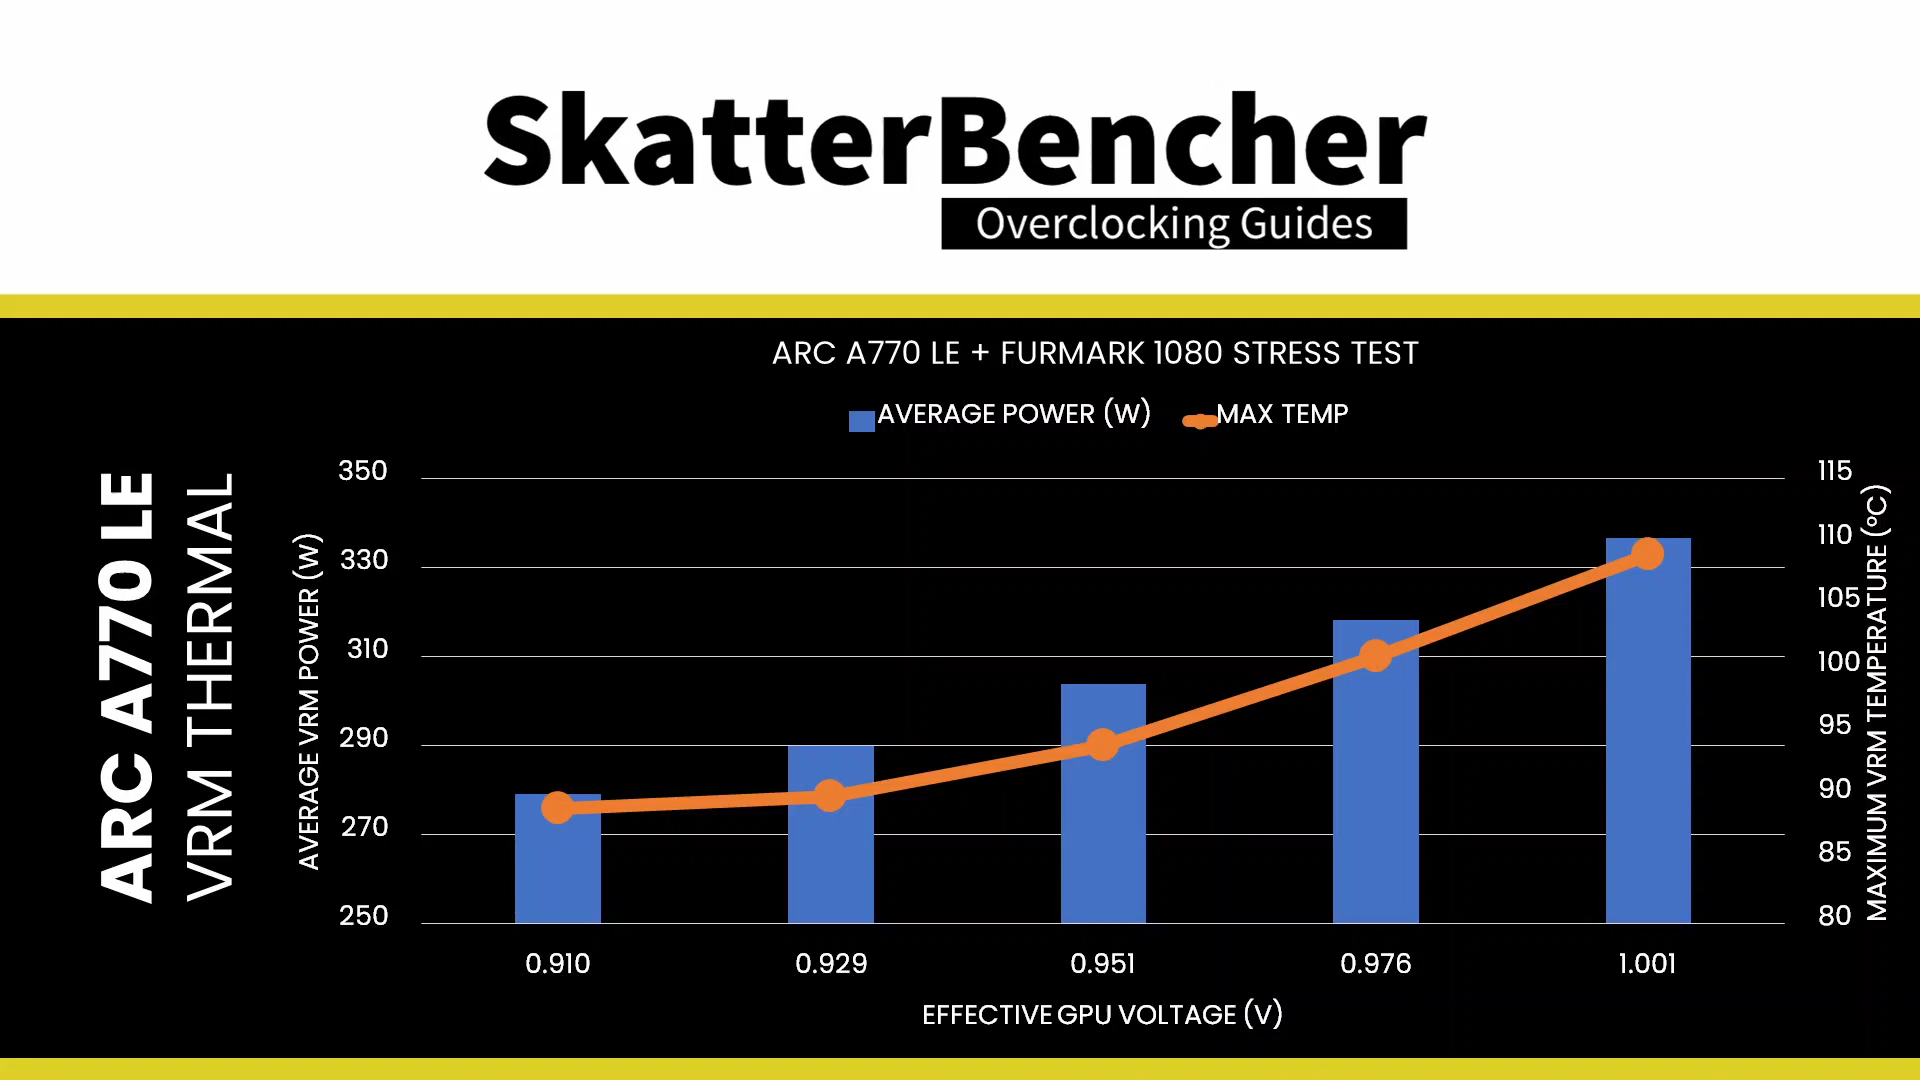 SkatterBencher
Overclocking Guides
ARC A770 LE + FURMARK 1080 STRESS TEST
AVERAGE POWER (W) MAX TEMP
ARC A770 LE
VRM THERMAL
AVERAGE VRM POWER (W)
350
330
310
290
270
250
115
110
105
100
95
90
85
80
MAXIMUM VRM TEMPERATURE (ºC)
0.910 0.929 0.951 0.976 1.001
EFFECTIVE GPU VOLTAGE (V)